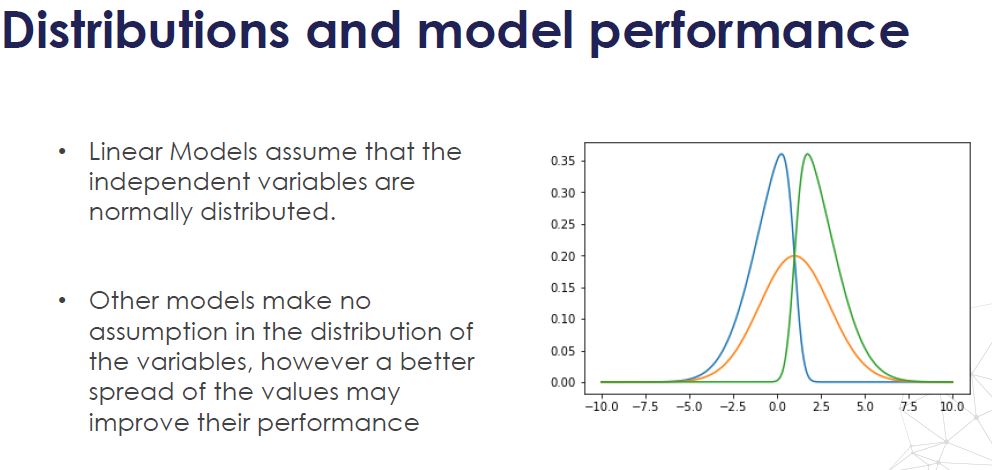 Distributions and model performance
• Linear Models assume that the
independent variables are
normally distributed.
• Other models make no
assumption in the distribution of
the variables, however a better
spread of the values may
improve their performance
0.35
0.30
0.25
0.20
0.15
0.10
0.05
0.00
−10.0 −7.5 −5.0 −2.5 0.0 2.5 5.0 7.5 10.0